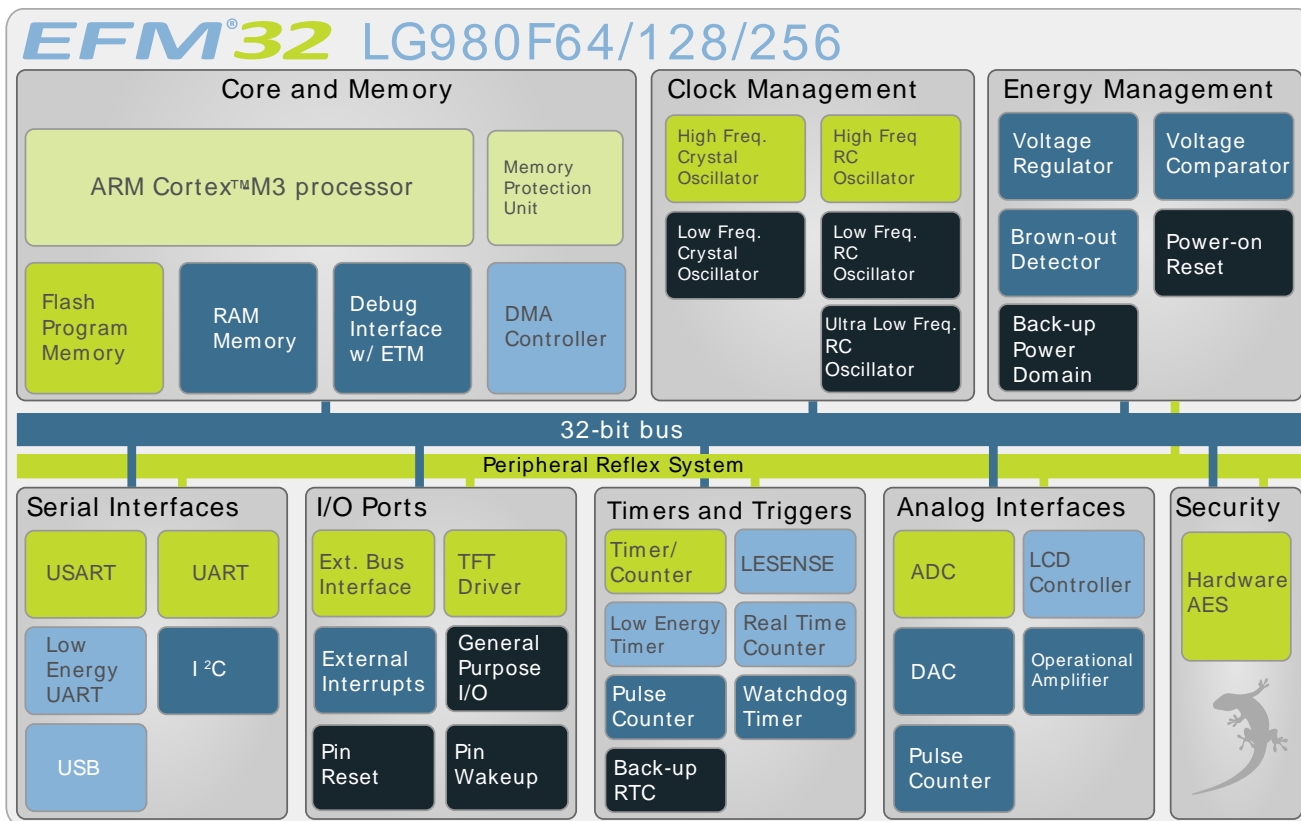 EFM®32 LG980F64/128/256
Core and Memory
ARM Cortex™M3 processor
Memory
Protection
Unit
Flash
Program
Memory
RAM
Memory
Debug
Interface
w/ ETM
DMA
Controller
Clock Management
High Freq.
Crystal
Oscillator
High Freq
RC
Oscillator
Low Freq.
Crystal
Oscillator
Low Freq.
RC
Oscillator
Ultra Low Freq.
RC
Oscillator
Energy Management
Voltage
Regulator
Voltage
Comparator
Brown-out
Detector
Power-on
Reset
Back-up
Power
Domain
32-bit bus
Peripheral Reflex System
Serial Interfaces
USART
UART
Low
Energy
UART
I²C
USB
I/O Ports
Ext. Bus
Interface
TFT
Driver
External
Interrupts
General
Purpose
I/O
Pin
Reset
Pin
Wakeup
Timers and Triggers
Timer/
Counter
LESENSE
Low Energy
Timer
Real Time
Counter
Pulse
Counter
Watchdog
Timer
Back-up
RTC
Analog Interfaces
ADC
LCD
Controller
DAC
Operational
Amplifier
Pulse
Counter
Security
Hardware
AES